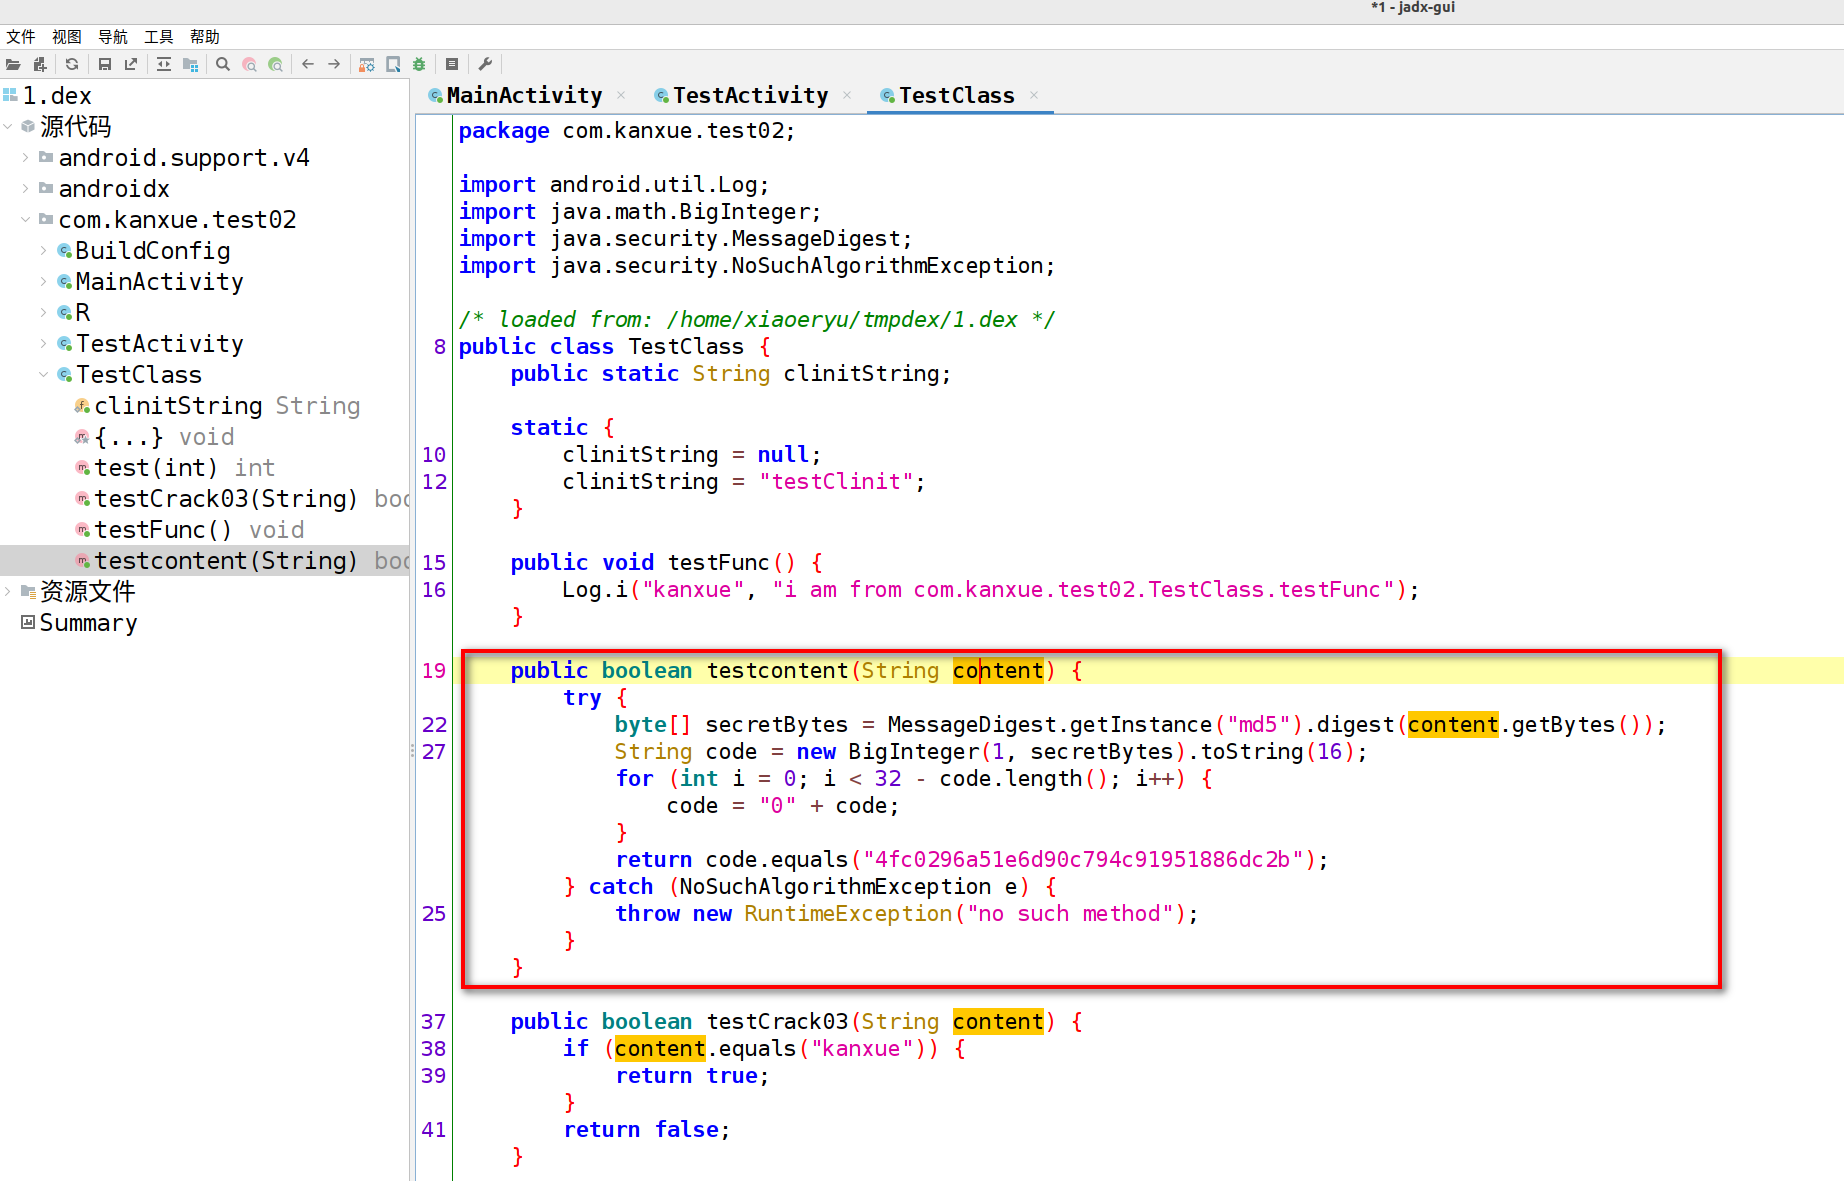 *1 - jadx-gui
文件 视图 导航 工具 帮助
1.dex
源代码
android.support.v4
androidx
com.kanxue.test02
BuildConfig
MainActivity
R
TestActivity
TestClass
clinitString String
{...} void
test(int) int
testCrack03(String) boo
testFunc() void
testcontent(String) boo
资源文件
Summary
MainActivity × TestActivity × TestClass ×
package com.kanxue.test02;
import android.util.Log;
import java.math.BigInteger;
import java.security.MessageDigest;
import java.security.NoSuchAlgorithmException;
/* loaded from: /home/xiaoeryu/tmpdex/1.dex */
8 public class TestClass {
public static String clinitString;
static {
10 clinitString = null;
12 clinitString = "testClinit";
}
15 public void testFunc() {
16 Log.i("kanxue", "i am from com.kanxue.test02.TestClass.testFunc");
}
19 public boolean testcontent(String content) {
try {
22 byte[] secretBytes = MessageDigest.getInstance("md5").digest(content.getBytes());
27 String code = new BigInteger(1, secretBytes).toString(16);
for (int i = 0; i < 32 - code.length(); i++) {
code = "0" + code;
}
return code.equals("4fc0296a51e6d90c794c91951886dc2b");
} catch (NoSuchAlgorithmException e) {
25 throw new RuntimeException("no such method");
}
}
37 public boolean testCrack03(String content) {
38 if (content.equals("kanxue")) {
39 return true;
}
41 return false;
}